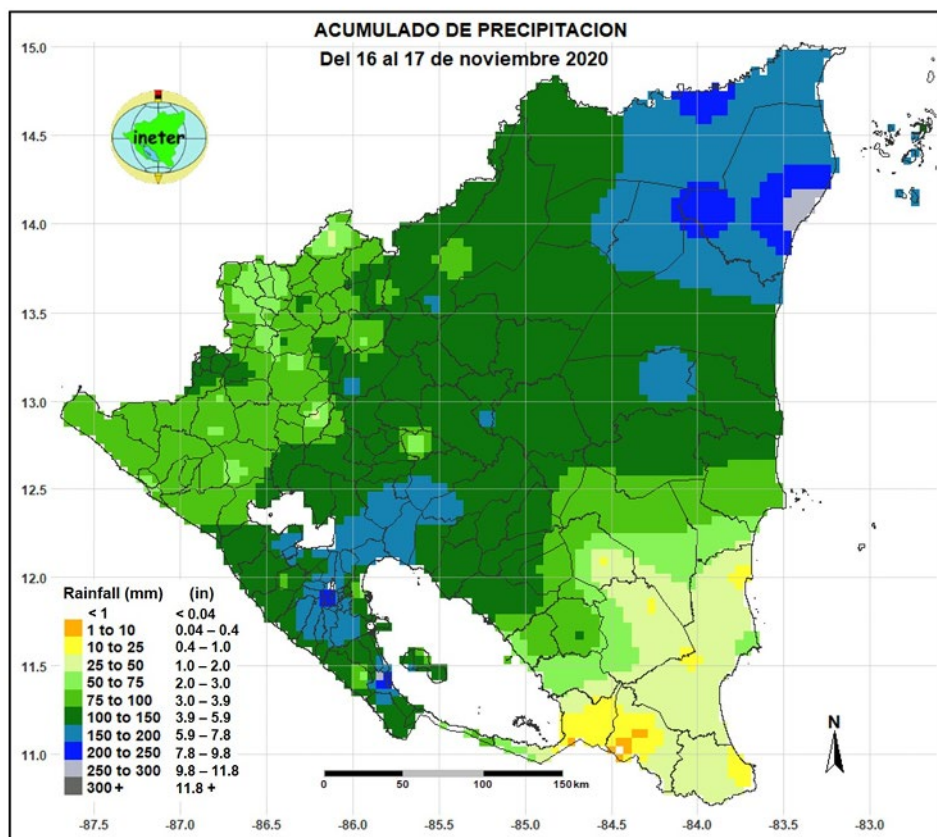 ACUMULADO DE PRECIPITACION
Del 16 al 17 de noviembre 2020
15.0
14.5
14.0
13.5
13.0
12.5
12.0
11.5
11.0
ineter
Rainfall (mm) (in)
< 1 < 0.04
1 to 10 0.04 – 0.4
10 to 25 0.4 – 1.0
25 to 50 1.0 – 2.0
50 to 75 2.0 – 3.0
75 to 100 3.0 – 3.9
100 to 150 3.9 – 5.9
150 to 200 5.9 – 7.8
200 to 250 7.8 – 9.8
250 to 300 9.8 – 11.8
300 + 11.8 +
N
0 50 100 150 km
-87.5 -87.0 -86.5 -86.0 -85.5 -85.0 -84.5 -84.0 -83.5 -83.0